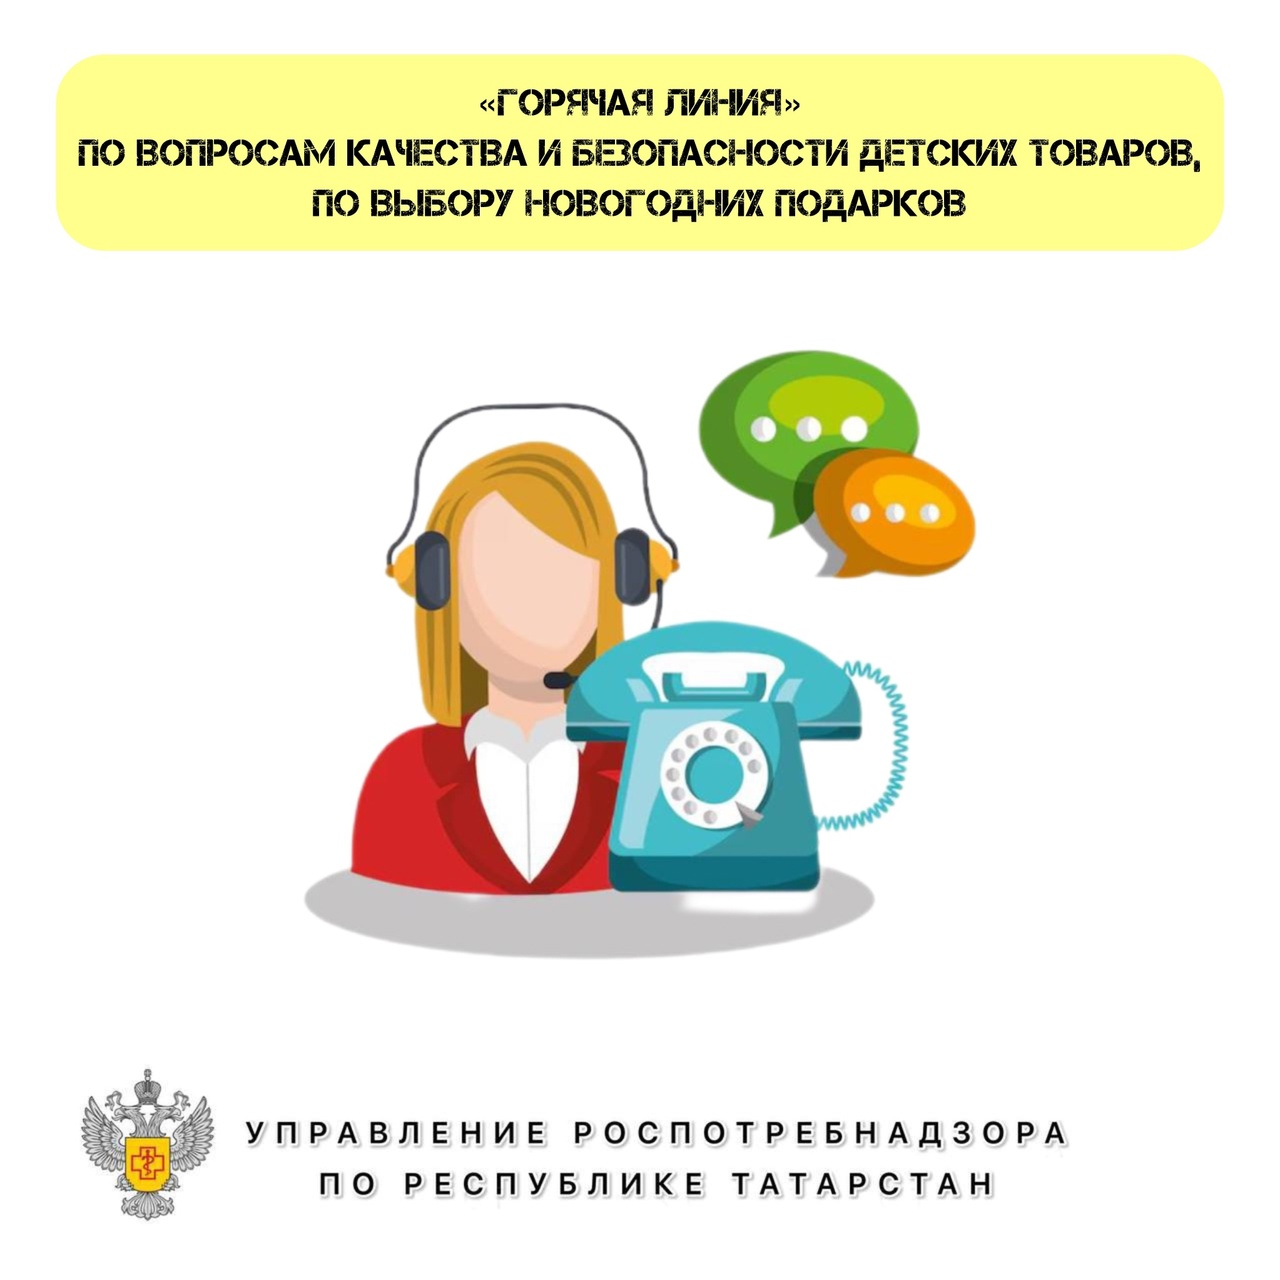 «ГОРЯЧАЯ ЛИНИЯ»
ПО ВОПРОСАМ КАЧЕСТВА И БЕЗОПАСНОСТИ ДЕТСКИХ ТОВАРОВ,
ПО ВЫБОРУ НОВОГОДНИХ ПОДАРКОВ
УПРАВЛЕНИЕ РОСПОТРЕБНАДЗОРА
ПО РЕСПУБЛИКЕ ТАТАРСТАН